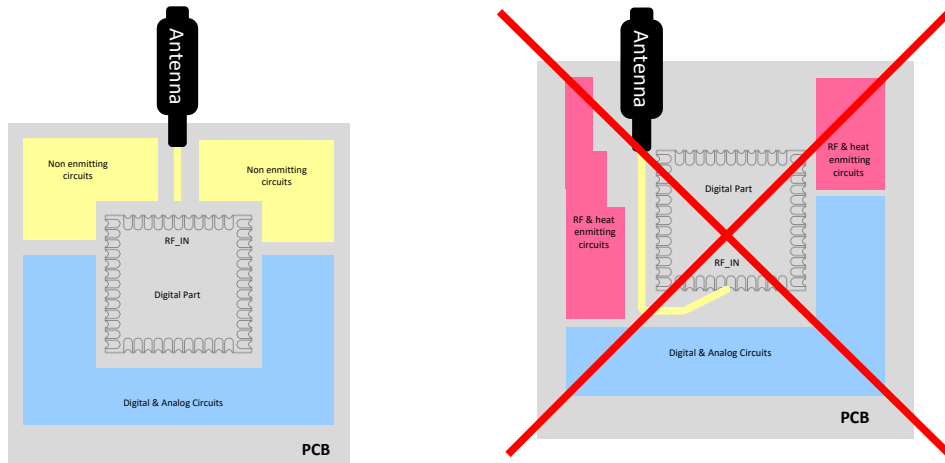 Antenna
Non enmitting
circuits
Non enmitting
circuits
RF_IN
Digital Part
Digital & Analog Circuits
PCB
Antenna
RF & heat
enmitting
circuits
Digital Part
RF & heat
enmitting
circuits
RF_IN
Digital & Analog Circuits
PCB